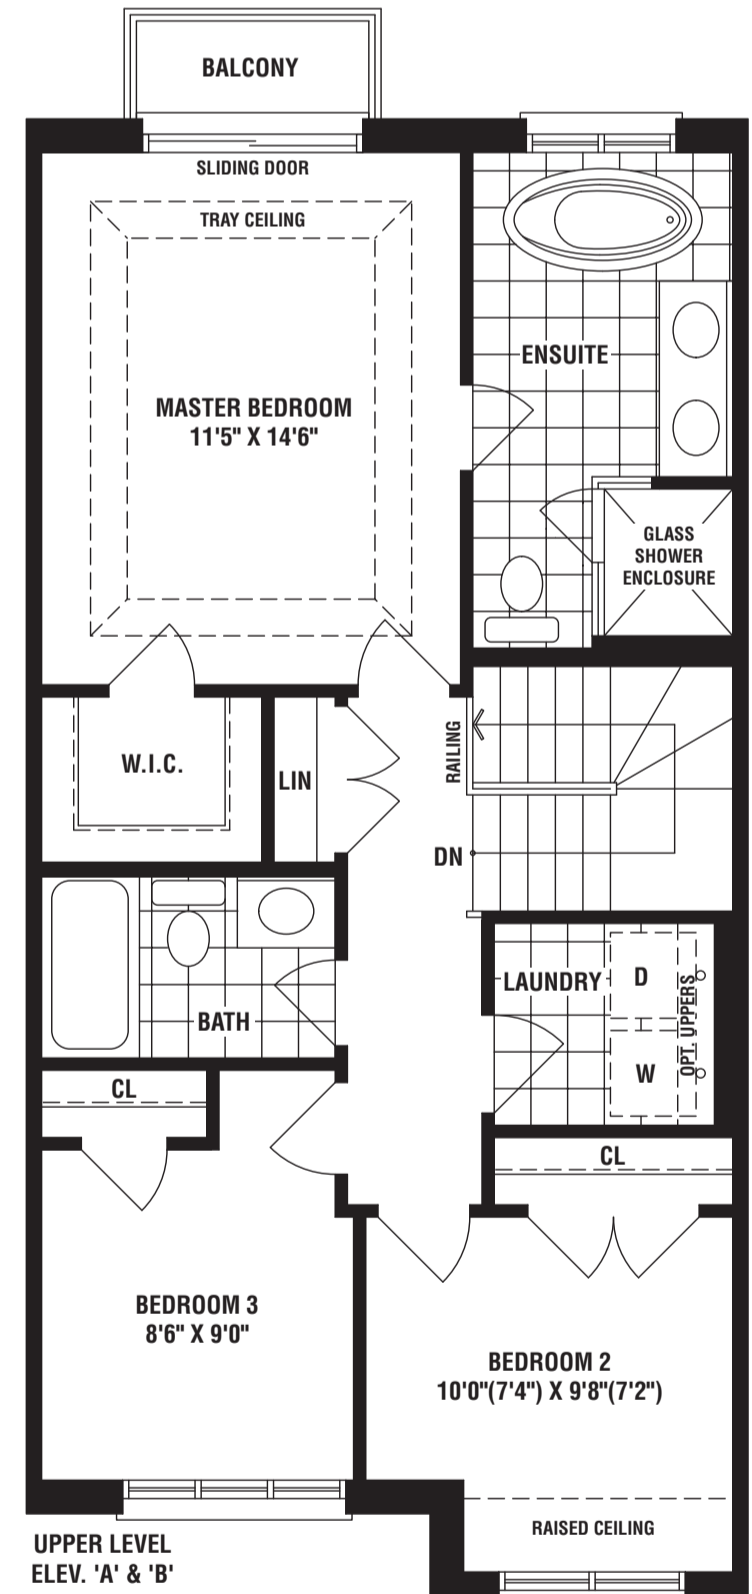 BALCONY
SLIDING DOOR
TRAY CEILING
MASTER BEDROOM
11'5" X 14'6"
ENSUITE
GLASS
SHOWER
ENCLOSURE
W.I.C.
LIN
RAILING
DN
LAUNDRY
D
W
OPT. UPPERS
BATH
CL
CL
BEDROOM 3
8'6" X 9'0"
BEDROOM 2
10'0"(7'4") X 9'8"(7'2")
RAISED CEILING
UPPER LEVEL
ELEV. 'A' & 'B'